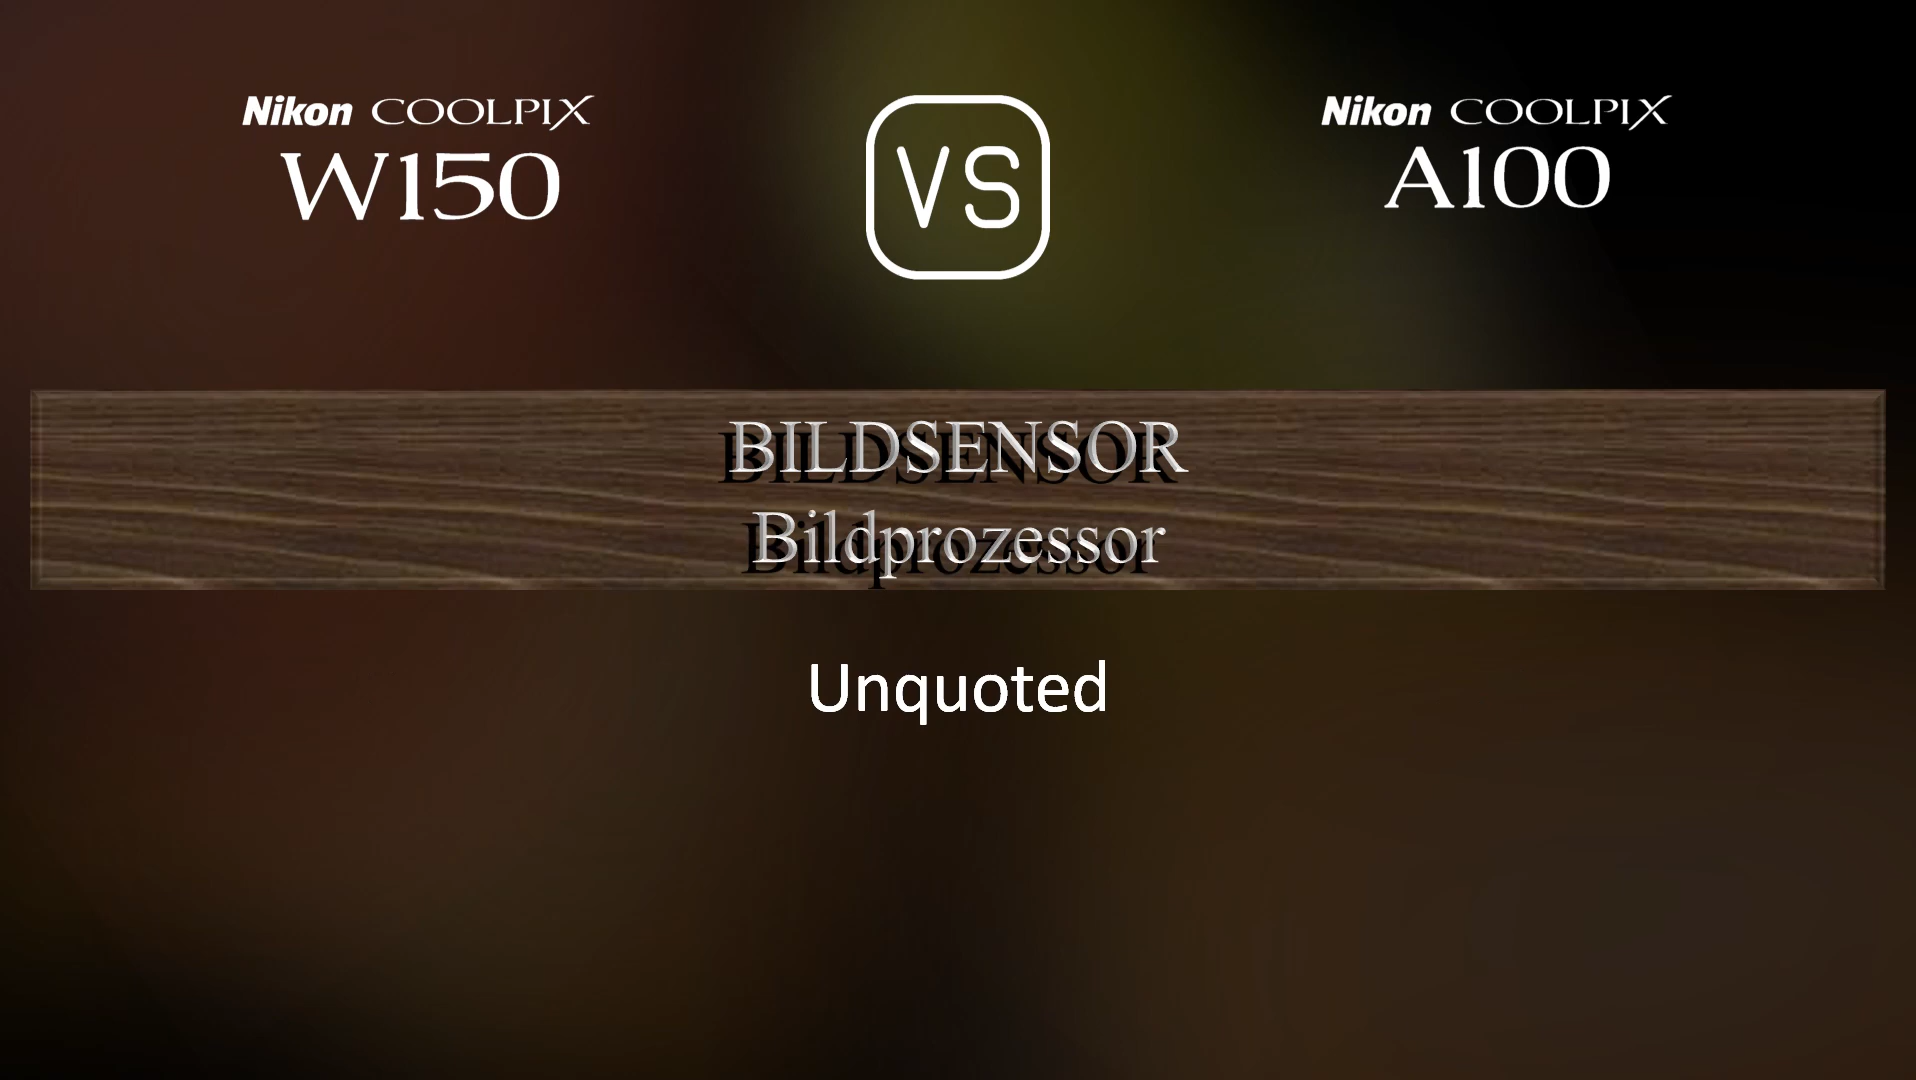 Nikon COOLPIX
W150
VS
Nikon COOLPIX
A100
BILDSENSOR
Bildprozessor
Unquoted